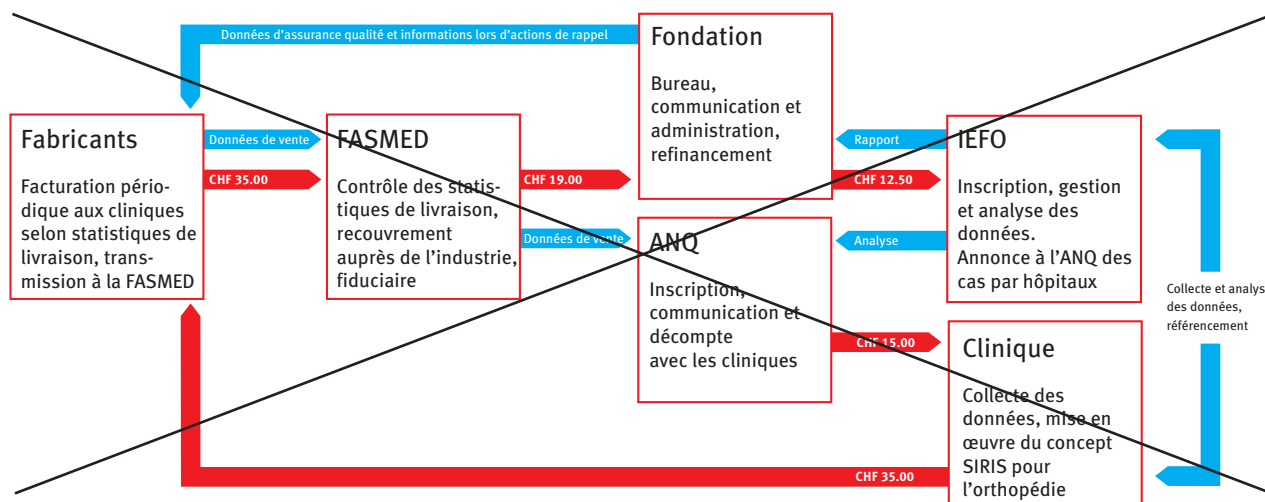 Données d'assurance qualité et informations lors d'actions de rappel
Fondation
Bureau,
communication et
administration,
refinancement
Fabricants
Facturation pério-
dique aux cliniques
selon statistiques de
livraison, trans-
mission à la FASMED
Données de vente
CHF 35.00
FASMED
Contrôle des statis-
tiques de livraison,
recouvrement
auprès de l'industrie,
fiduciaire
CHF 19.00
Données de vente
Rapport
CHF 12.50
Analyse
IEFO
Inscription, gestion
et analyse des
données.
Annonce à l'ANQ des
cas par hôpitaux
ANQ
Inscription,
communication et
décompte
avec les cliniques
CHF 15.00
Collecte et analys
des données,
référencement
Clinique
Collecte des
données, mise en
œuvre du concept
SIRIS pour
l'orthopédie
CHF 35.00